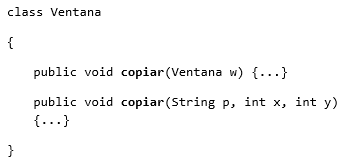 class Ventana
{
public void copiar(Ventana w) {...}
public void copiar(String p, int x, int y)
{...}
}